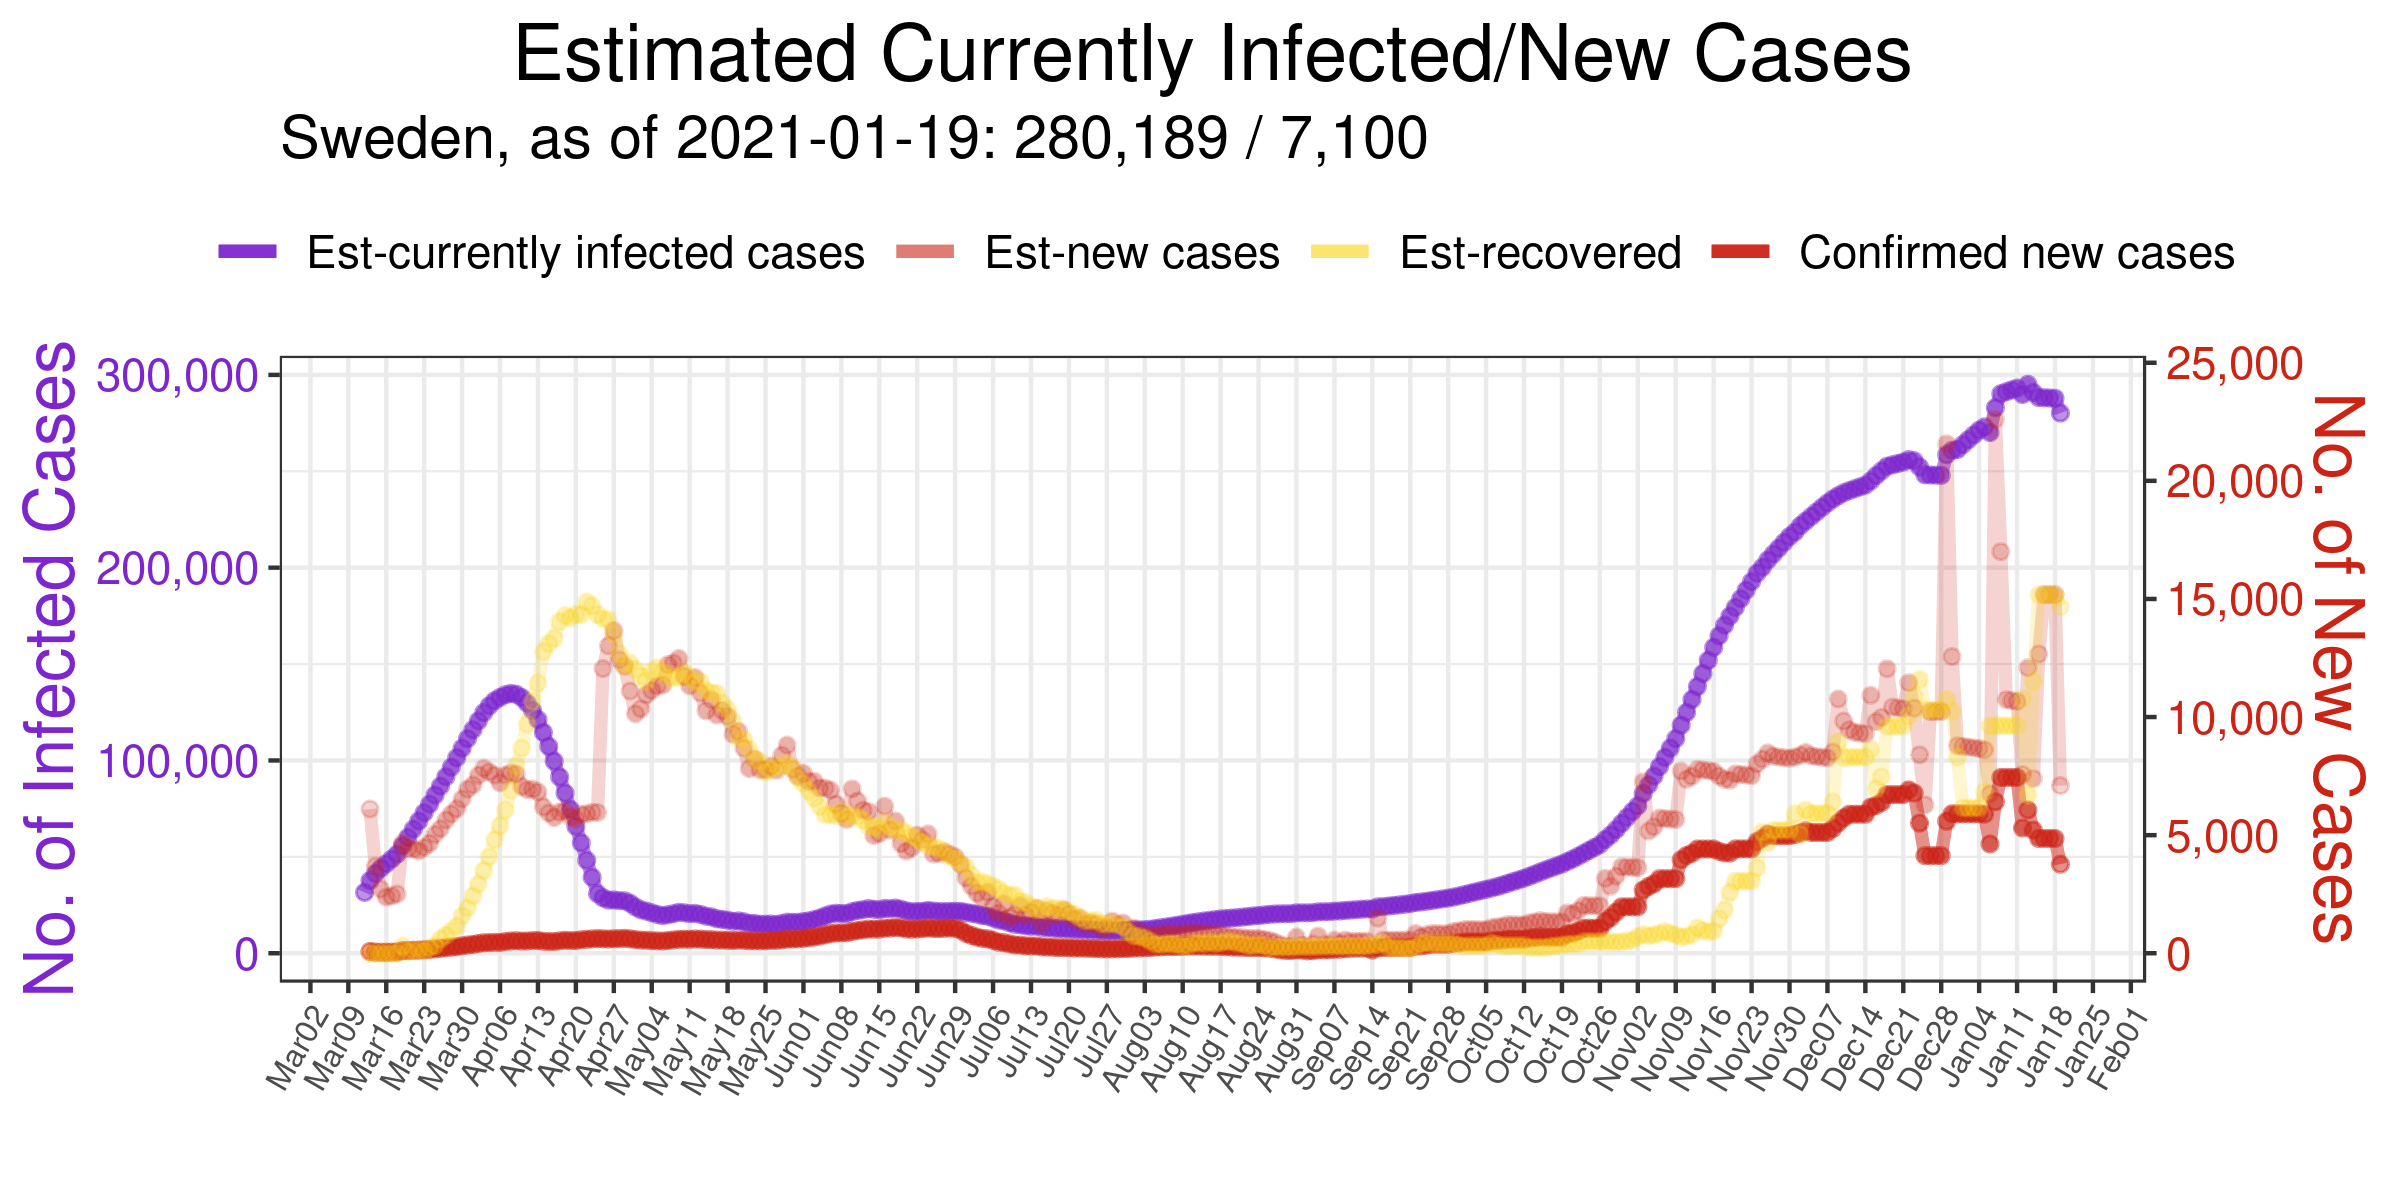 Estimated Currently Infected/New Cases
Sweden, as of 2021-01-19: 280,189 / 7,100
Est-currently infected cases Est-new cases Est-recovered Confirmed new cases
No. of Infected Cases
300,000
200,000
100,000
0
25,000
20,000
15,000
10,000
5,000
0
No. of New Cases
Mar02 Mar09 Mar16 Mar23 Mar30 Apr06 Apr13 Apr20 Apr27 May04 May11 May18 May25 Jun01 Jun08 Jun15 Jun22 Jun29 Jul06 Jul13 Jul20 Jul27 Aug03 Aug10 Aug17 Aug24 Aug31 Sep07 Sep14 Sep21 Sep28 Oct05 Oct12 Oct19 Oct26 Nov02 Nov09 Nov16 Nov23 Nov30 Dec07 Dec14 Dec21 Dec28 Jan04 Jan11 Jan18 Jan25 Feb01